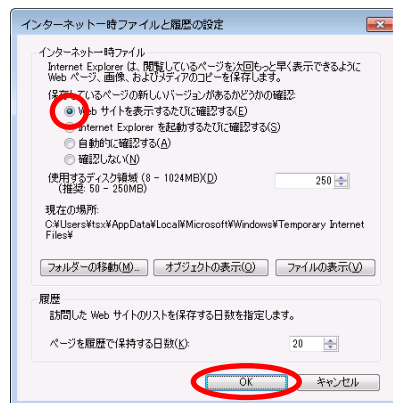 インターネット一時ファイルと履歴の設定
インターネット一時ファイル
Internet Explorer は、閲覧しているページを次回もっと早く表示できるように
Web ページ、画像、およびメディアのコピーを保存します。
保存しているページの新しいバージョンがあるかどうかの確認:
Web サイトを表示するたびに確認する(E)
Internet Explorer を起動するたびに確認する(S)
自動的に確認する(A)
確認しない(N)
使用するディスク領域 (8 - 1024MB)(D) 250
(推奨: 50 - 250MB)
現在の場所:
C:¥Users¥tsx¥AppData¥Local¥Microsoft¥Windows¥Temporary Internet
Files¥
フォルダーの移動(M)... オブジェクトの表示(O) ファイルの表示(V)
履歴
訪問した Web サイトのリストを保存する日数を指定します。
ページを履歴で保持する日数(K): 20
OK キャンセル